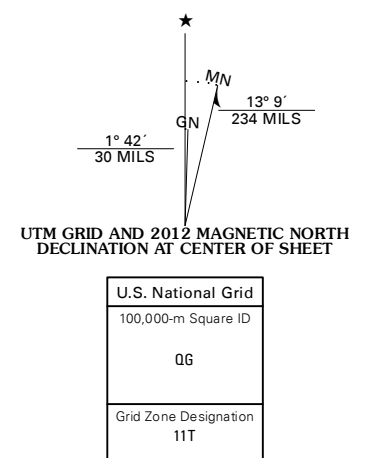 ★
MN
GN
13° 9´
234 MILS
1° 42´
30 MILS
UTM GRID AND 2012 MAGNETIC NORTH
DECLINATION AT CENTER OF SHEET
U.S. National Grid
100,000-m Square ID
QG
Grid Zone Designation
11T